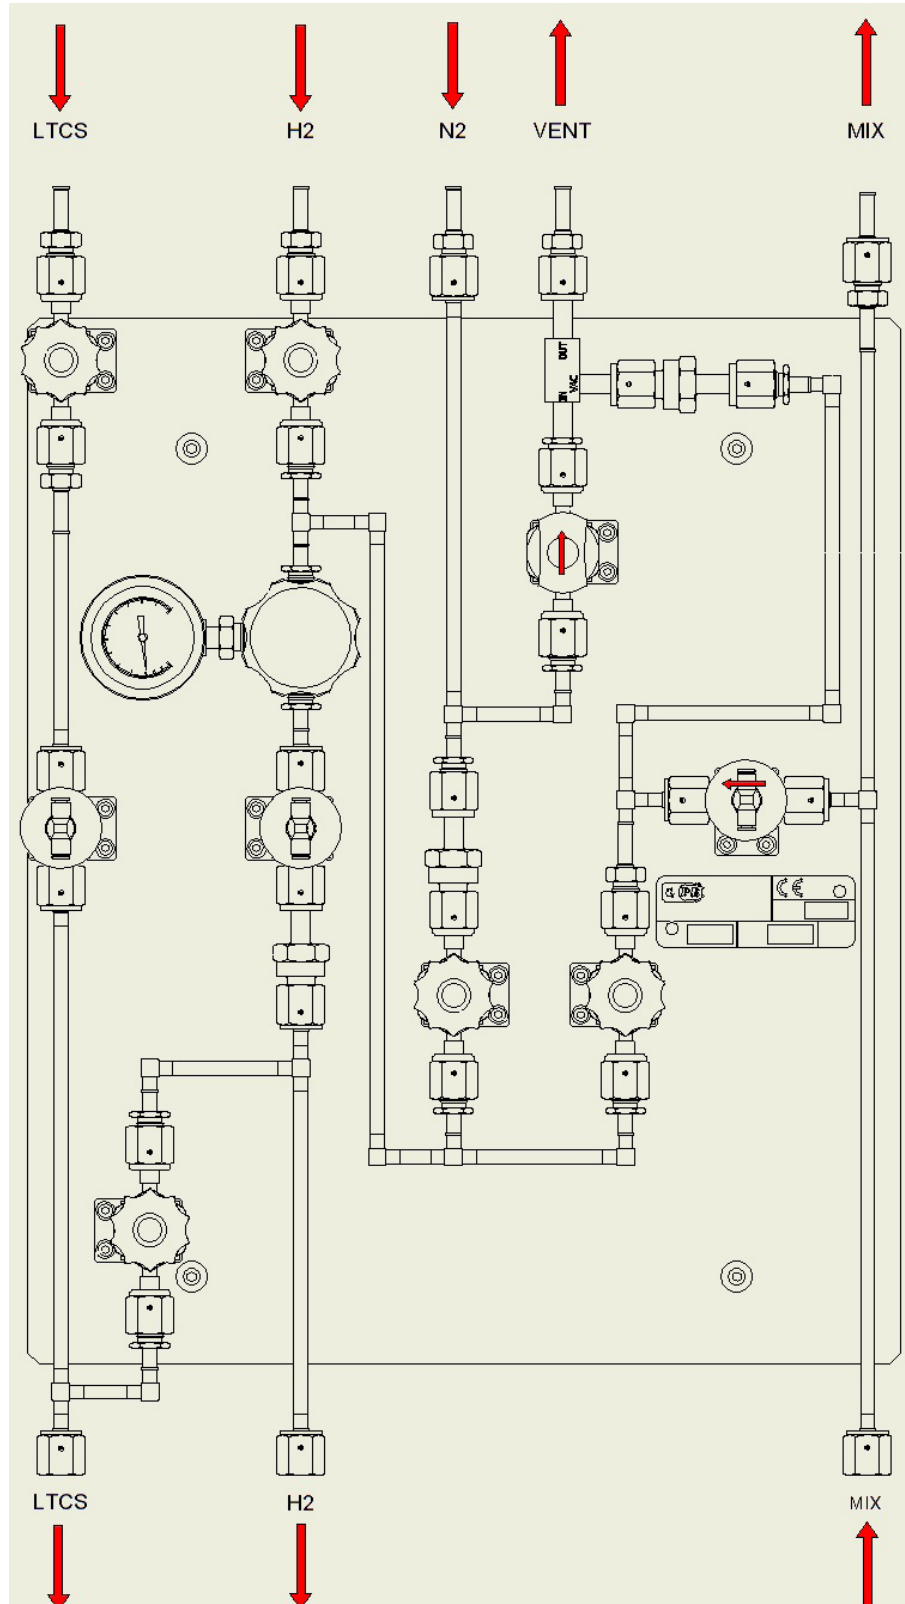 LTCS
H2
N2
VENT
MIX
OUT
VAC
IN
CE
LTCS
H2
MIX